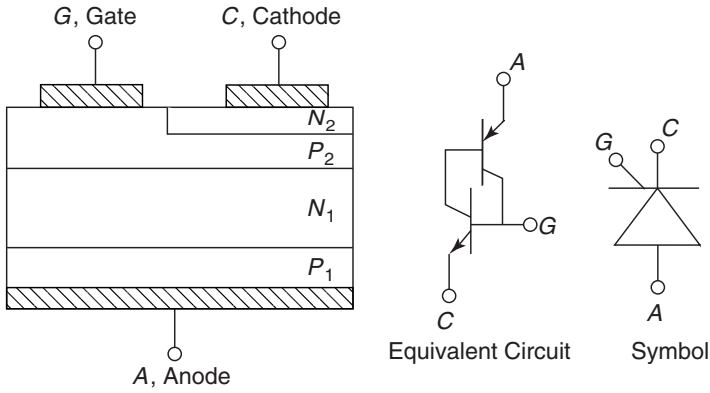 G, Gate
C, Cathode
N2
P2
N1
P1
A, Anode
A
G
C
Equivalent Circuit
G
C
A
Symbol